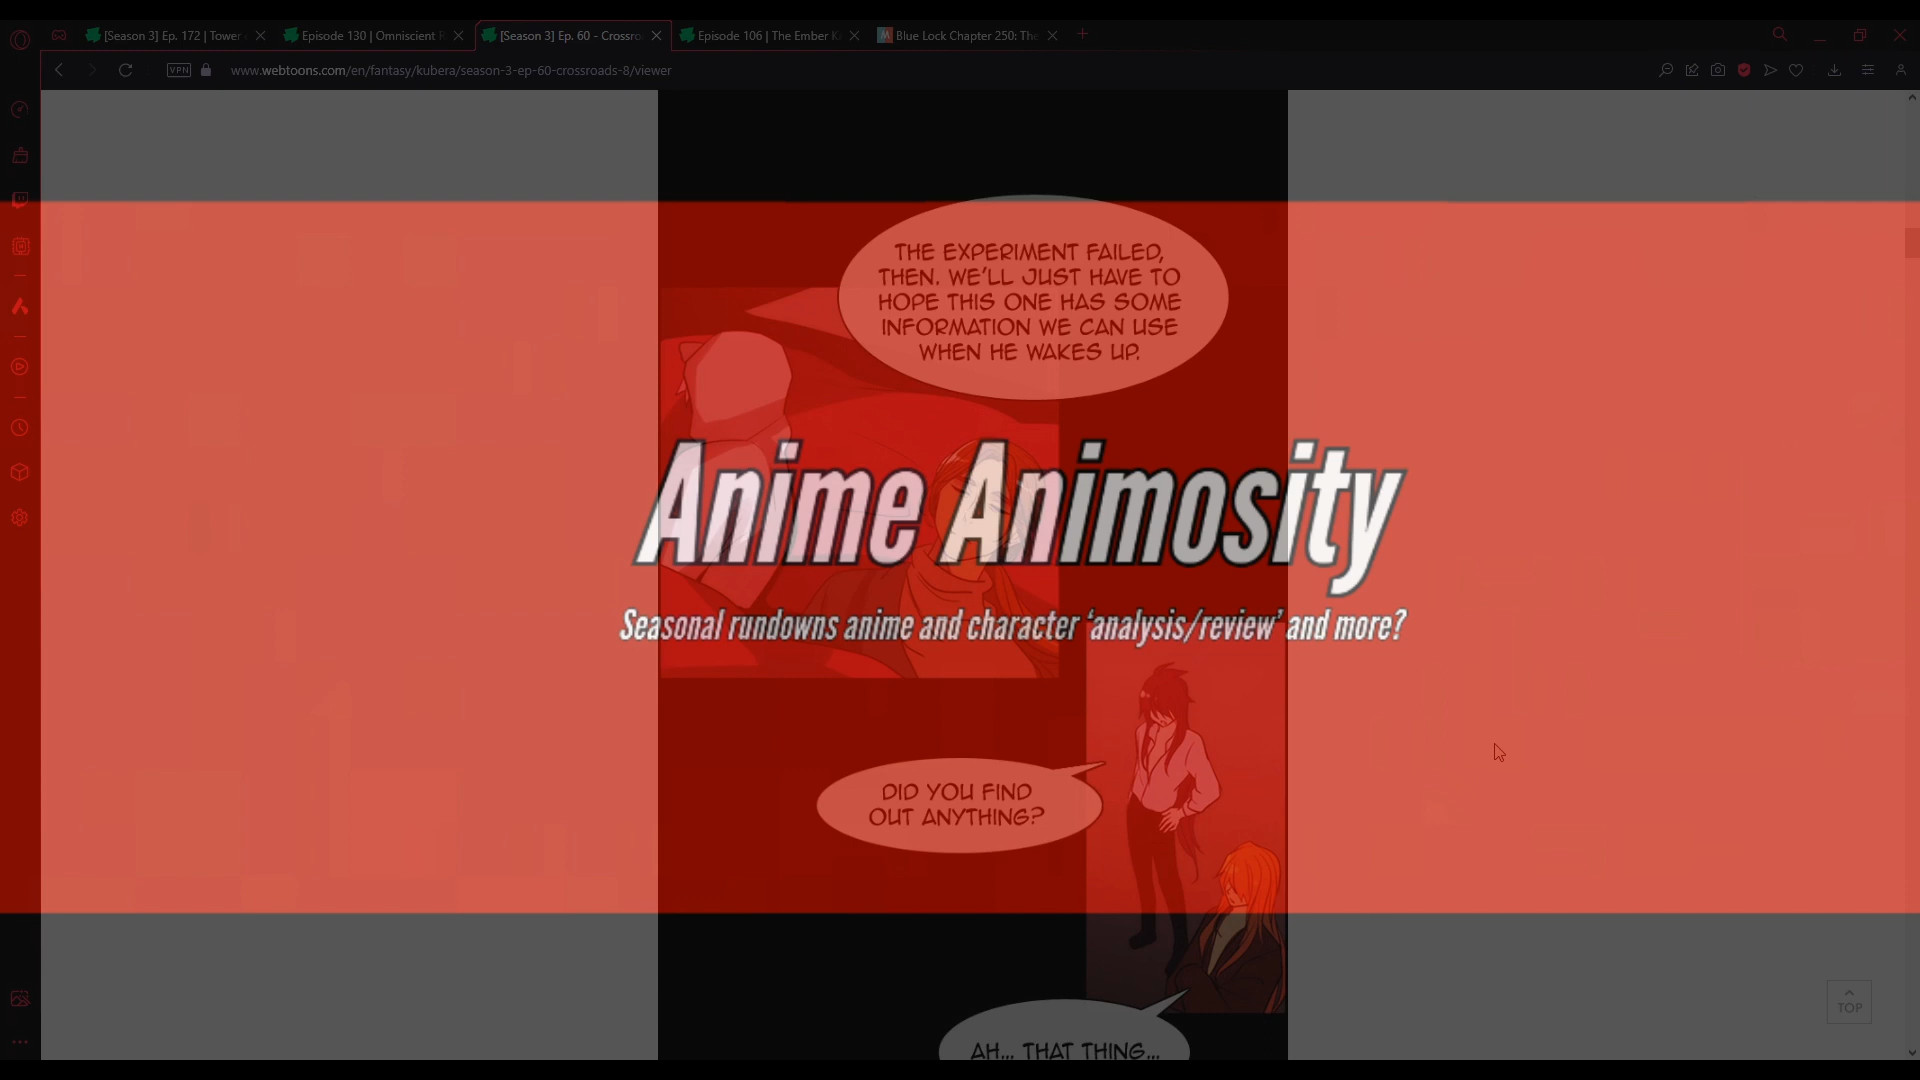 [Season 3] Ep. 172 | Tower
Episode 130 | Omniscient R
[Season 3] Ep. 60 - Crossro
Episode 106 | The Ember K
Blue Lock Chapter 250: The
VPN
www.webtoons.com/en/fantasy/kubera/season-3-ep-60-crossroads-8/viewer
THE EXPERIMENT FAILED,
THEN. WE'LL JUST HAVE TO
HOPE THIS ONE HAS SOME
INFORMATION WE CAN USE
WHEN HE WAKES UP.
Anime Animosity
Seasonal rundowns anime and character 'analysis/review' and more?
DID YOU FIND
OUT ANYTHING?
AH... THAT THING...
TOP